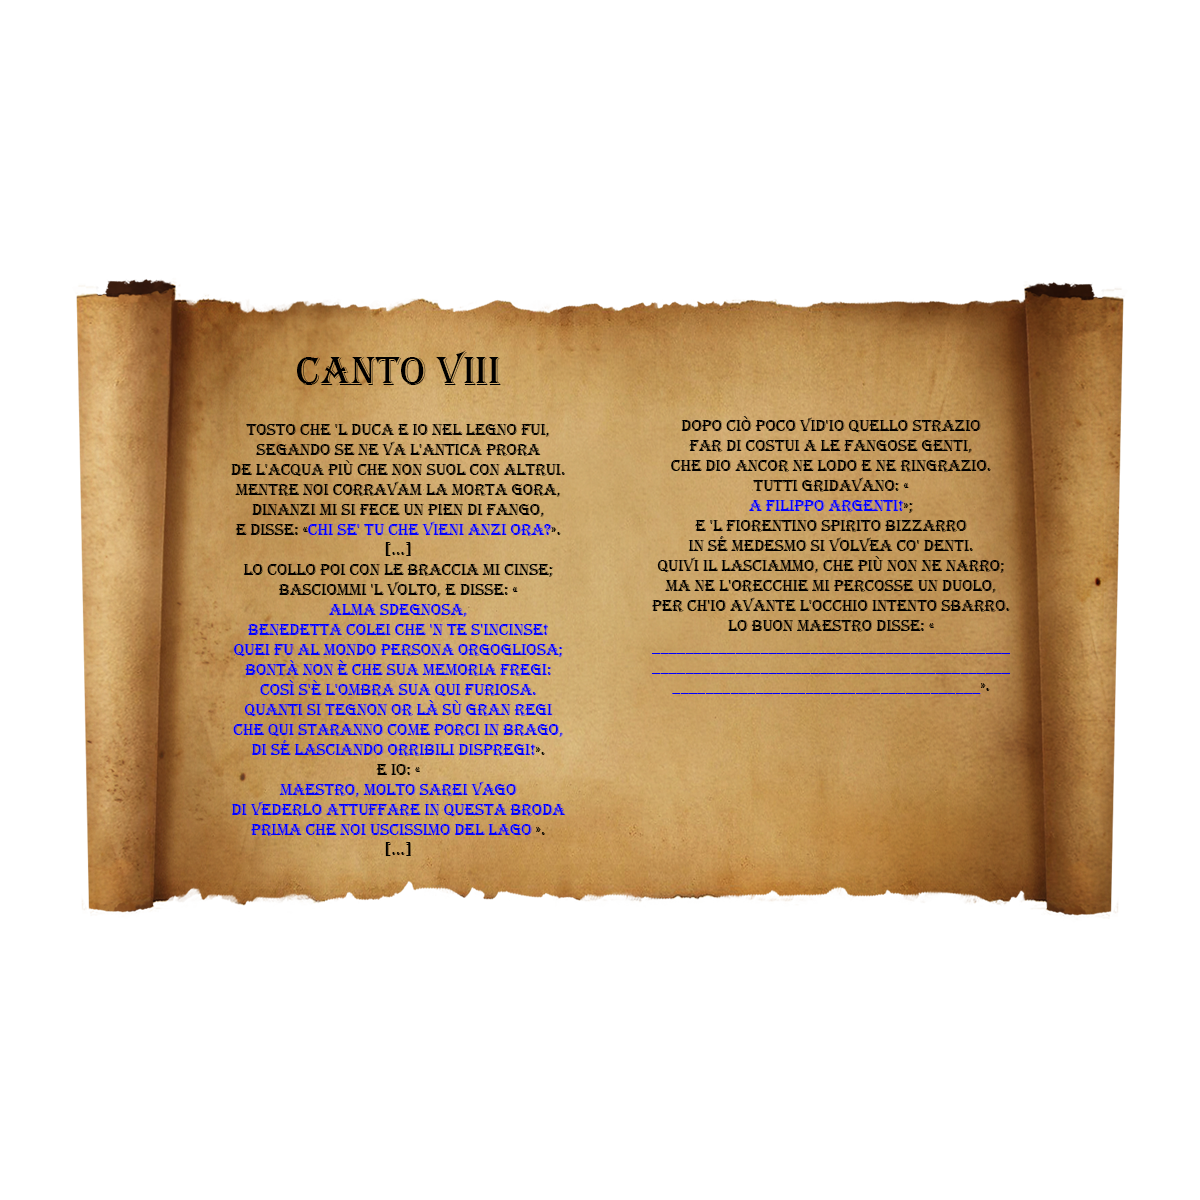 CANTO VIII
TOSTO CHE 'L DUCA E IO NEL LEGNO FUI,
SEGANDO SE NE VA L'ANTICA PRORA
DE L'ACQUA PIÙ CHE NON SUOL CON ALTRUI.
MENTRE NOI CORRAVAM LA MORTA GORA,
DINANZI MI SI FECE UN PIEN DI FANGO,
E DISSE: «CHI SE' TU CHE VIENI ANZI ORA?».
[...]
LO COLLO POI CON LE BRACCIA MI CINSE;
BASCIOMMI 'L VOLTO, E DISSE: «
ALMA SDEGNOSA,
BENEDETTA COLEI CHE 'N TE S'INCINSE!
QUEI FU AL MONDO PERSONA ORGOGLIOSA;
BONTÀ NON È CHE SUA MEMORIA FREGI:
COSÌ S'È L'OMBRA SUA QUI FURIOSA.
QUANTI SI TEGNON OR LÀ SÙ GRAN REGI
CHE QUI STARANNO COME PORCI IN BRAGO,
DI SÉ LASCIANDO ORRIBILI DISPREGI!».
E IO: «
MAESTRO, MOLTO SAREI VAGO
DI VEDERLO ATTUFFARE IN QUESTA BRODA
PRIMA CHE NOI USCISSIMO DEL LAGO ».
[...]
DOPO CIÒ POCO VID'IO QUELLO STRAZIO
FAR DI COSTUI A LE FANGOSE GENTI,
CHE DIO ANCOR NE LODO E NE RINGRAZIO.
TUTTI GRIDAVANO: «
A FILIPPO ARGENTI!»;
E 'L FIORENTINO SPIRITO BIZZARRO
IN SÉ MEDESMO SI VOLVEA CO' DENTI.
QUIVI IL LASCIAMMO, CHE PIÙ NON NE NARRO;
MA NE L'ORECCHIE MI PERCOSSE UN DUOLO,
PER CH'IO AVANTE L'OCCHIO INTENTO SBARRO.
LO BUON MAESTRO DISSE: «
___________________________________
___________________________________
_________________________________».